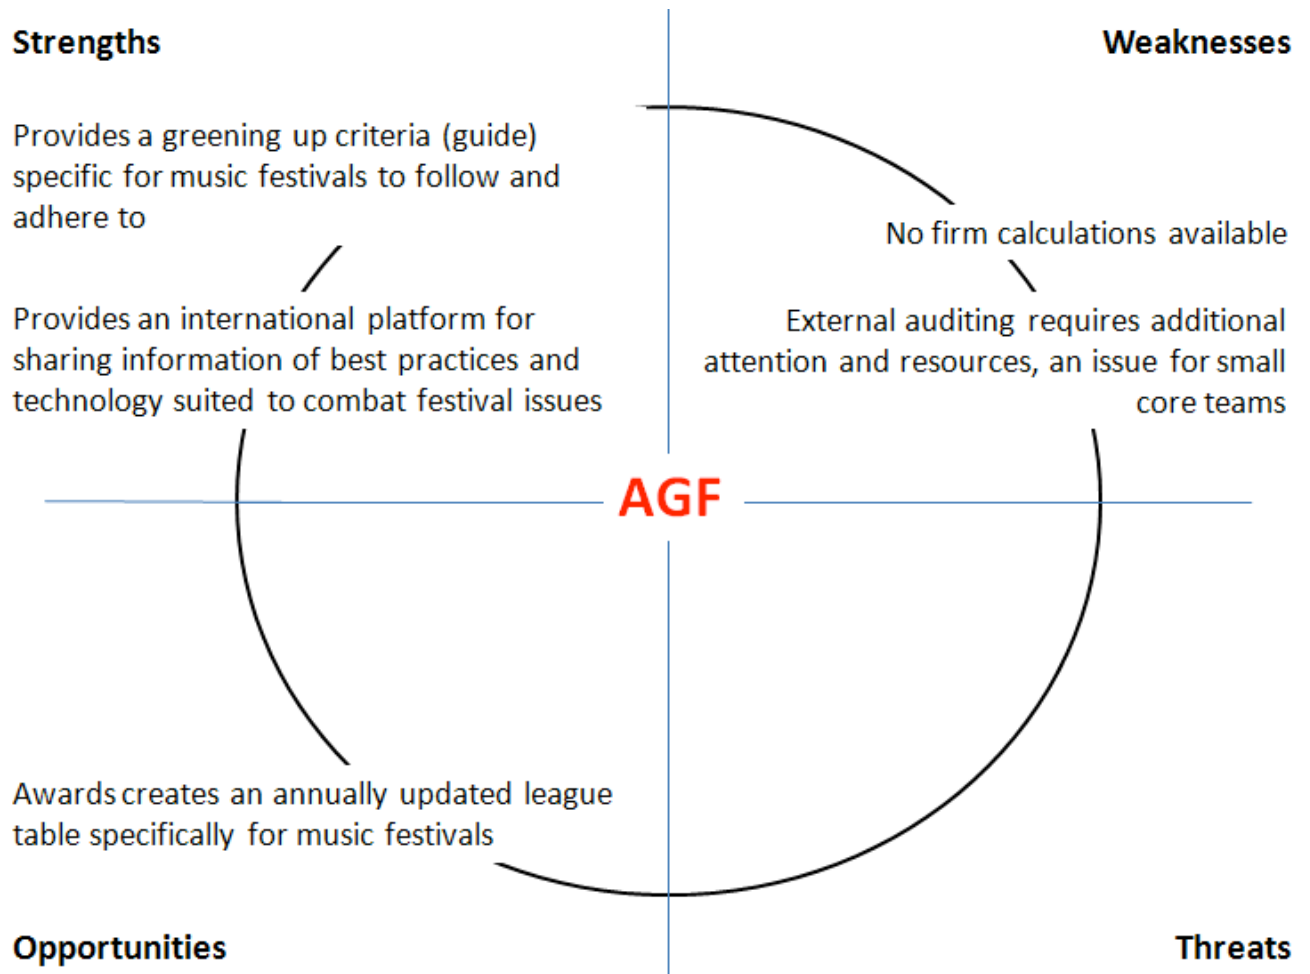 Strengths
Weaknesses
Provides a greening up criteria (guide)
specific for music festivals to follow and
adhere to
No firm calculations available
Provides an international platform for
sharing information of best practices and
technology suited to combat festival issues
External auditing requires additional
attention and resources, an issue for small
core teams
AGF
Awards creates an annually updated league
table specifically for music festivals
Opportunities
Threats